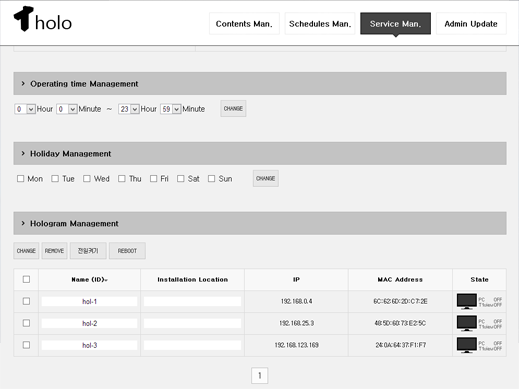 1holo
Contents Man. Schedules Man. Service Man. Admin Update
> Operating time Management
0 Hour 0 Minute ~ 23 Hour 59 Minute CHANGE
> Holiday Management
Mon Tue Wed Thu Fri Sat Sun CHANGE
> Hologram Management
CHANGE REMOVE 전원켜기 REBOOT
Name (ID) Installation Location IP MAC Address State
hol-1 192.168.0.4 6C:62:6D:2D:C7:2E PC OFF
T1view OFF
hol-2 192.168.25.3 48:5D:60:73:E2:5C PC OFF
T1view OFF
hol-3 192.168.123.169 24:0A:64:37:F1:F7 PC OFF
T1view OFF
1